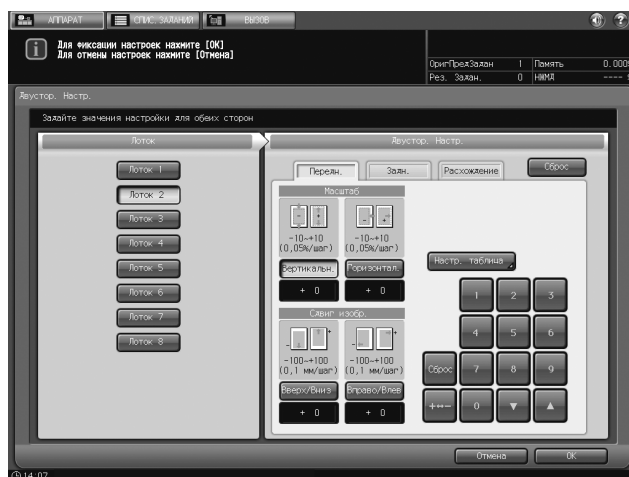 АППАРАТ СПИС. ЗАДАНИЯ ВЫЗОВ
Для фиксации настроек нажмите [OK]
Для отмены настроек нажмите [Отмена]
ОригПредЗадан 1 Память
Рез. Задан. 0 НЖМД ----
Двустор. Настр.
Задайте значения настройки для обеих сторон
Лоток
Двустор. Настр.
Лоток 1
Лоток 2
Лоток 3
Лоток 4
Лоток 5
Лоток 6
Лоток 7
Лоток 8
Передн. Задн. Расхождение Сброс
Масштаб
-10~+10 -10~+10
(0,05%/шаг) (0,05%/шаг)
Вертикальн. Горизонтал.
+ 0 + 0
Сдвиг изобр.
-100~+100 -100~+100
(0,1 мм/шаг) (0,1 мм/шаг)
Вверх/Вниз Вправо/Влев
+ 0 + 0
Настр. таблица
1 2 3
4 5 6
Сброс 7 8 9
+↔- 0 ▼ ▲
Отмена OK
14:07